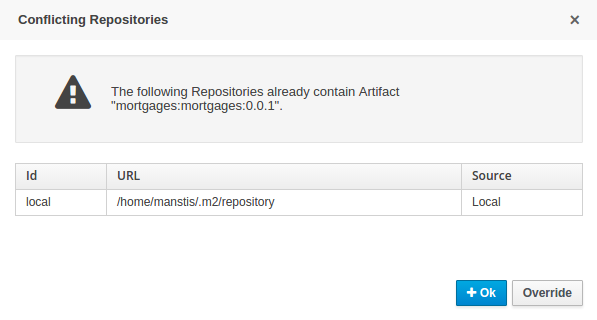 Conflicting Repositories ×
The following Repositories already contain Artifact
"mortgages:mortgages:0.0.1".
Id URL Source
local /home/manstis/.m2/repository Local
+ Ok Override